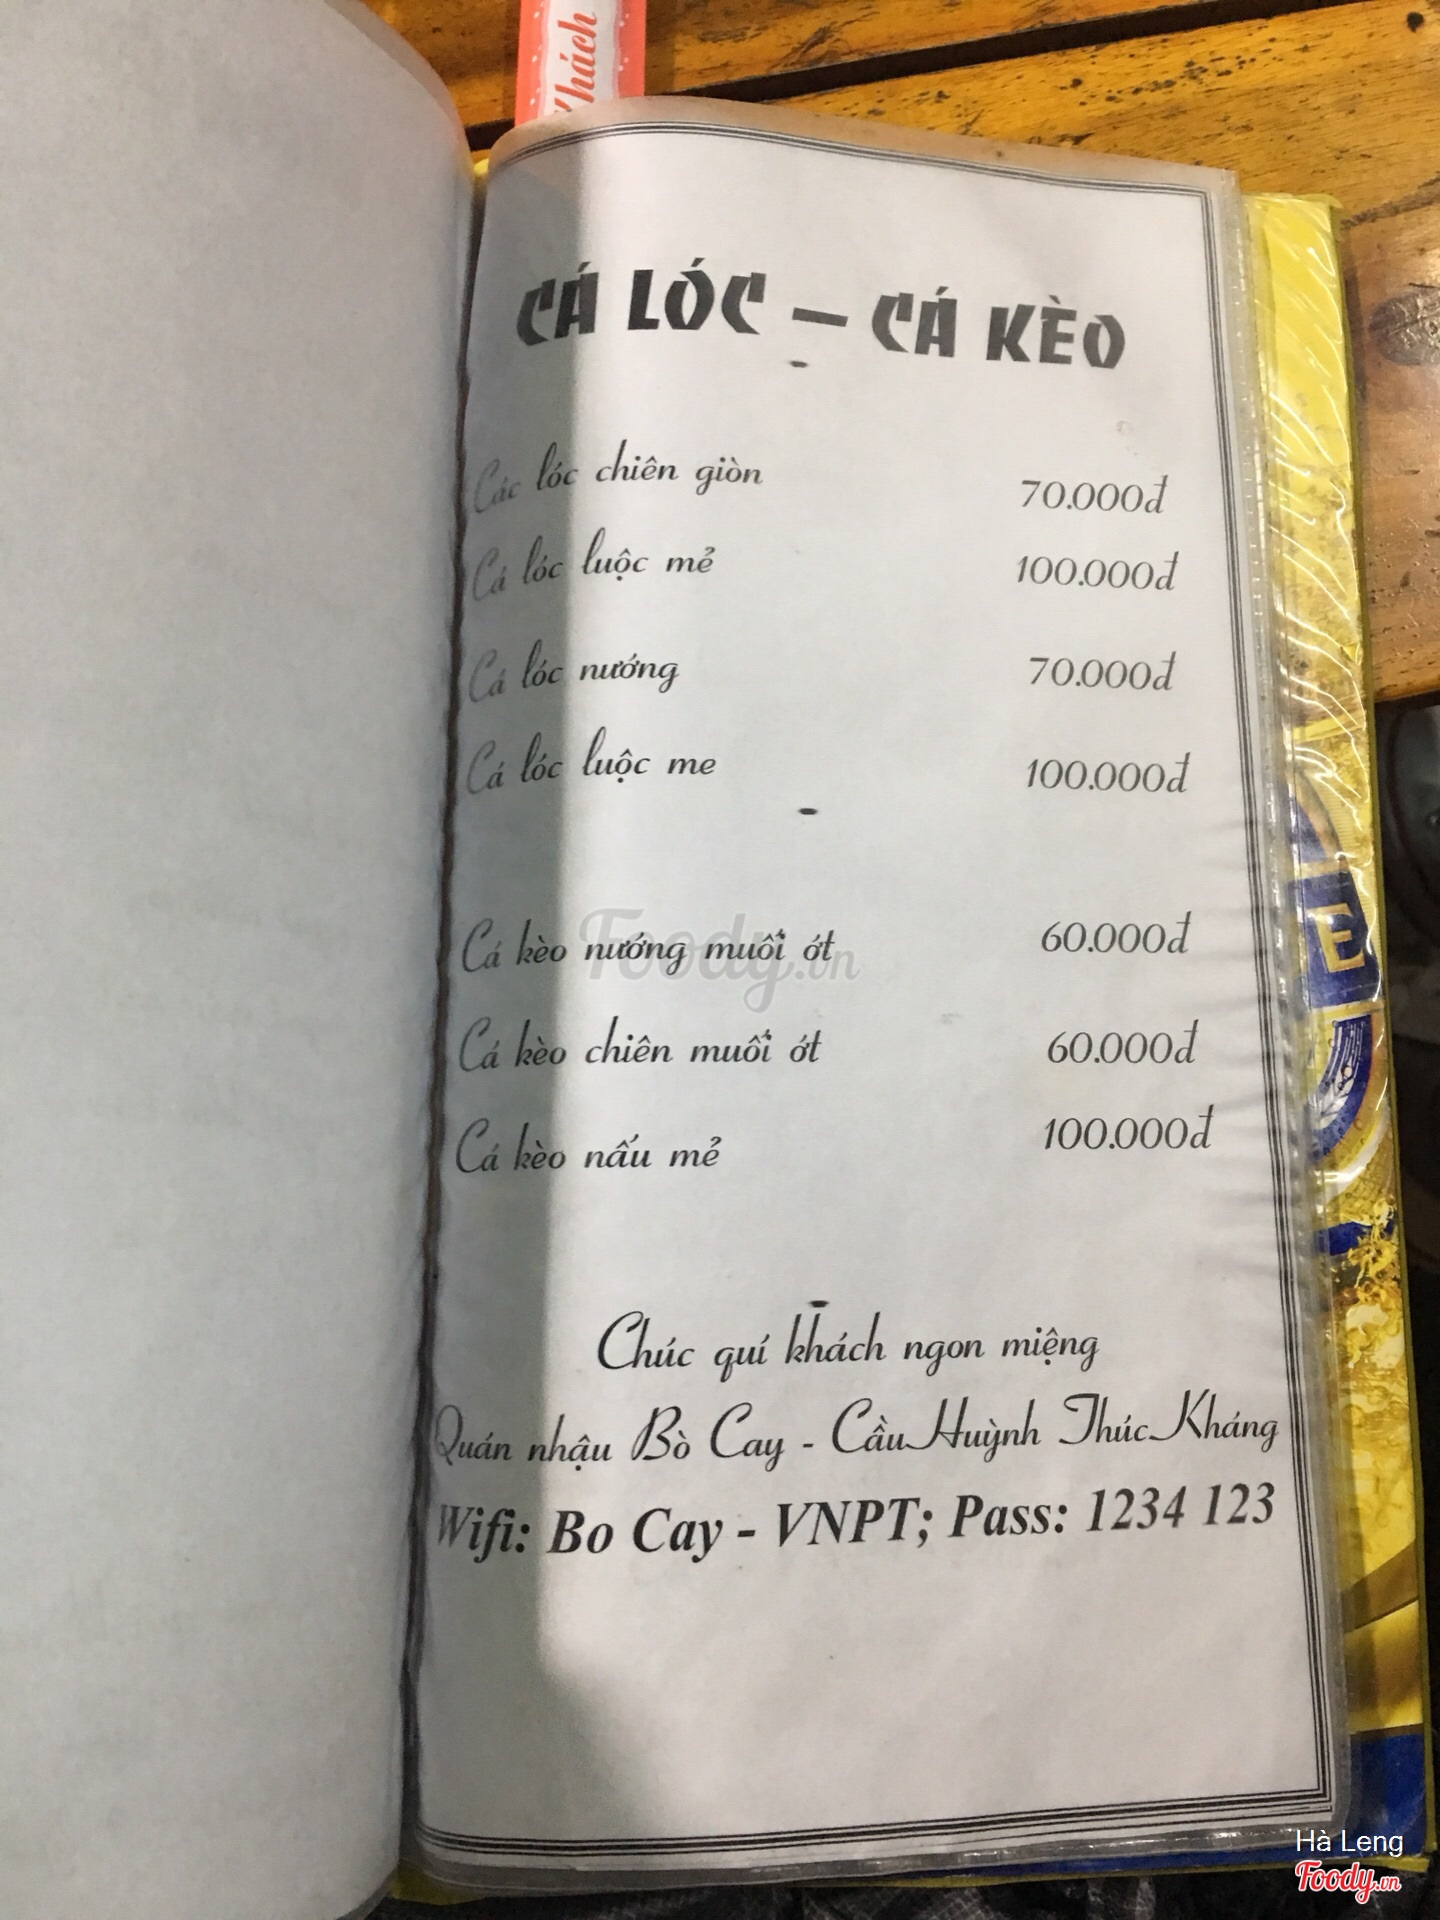 Khách
CÁ LÓC – CÁ KÈO
Các lóc chiên giòn 70.000đ
Cá lóc luộc mẻ 100.000đ
Cá lóc nướng 70.000đ
Cá lóc luộc me 100.000đ
Cá kèo nướng muối ớt 60.000đ
Foody.vn
Cá kèo chiên muối ớt 60.000đ
Cá kèo nấu mẻ 100.000đ
Chúc quí khách ngon miệng
Quán nhậu Bò Cay - Cầu Huỳnh Thúc Kháng
Wifi: Bo Cay - VNPT; Pass: 1234 123
E
Hà Leng
Foody.vn